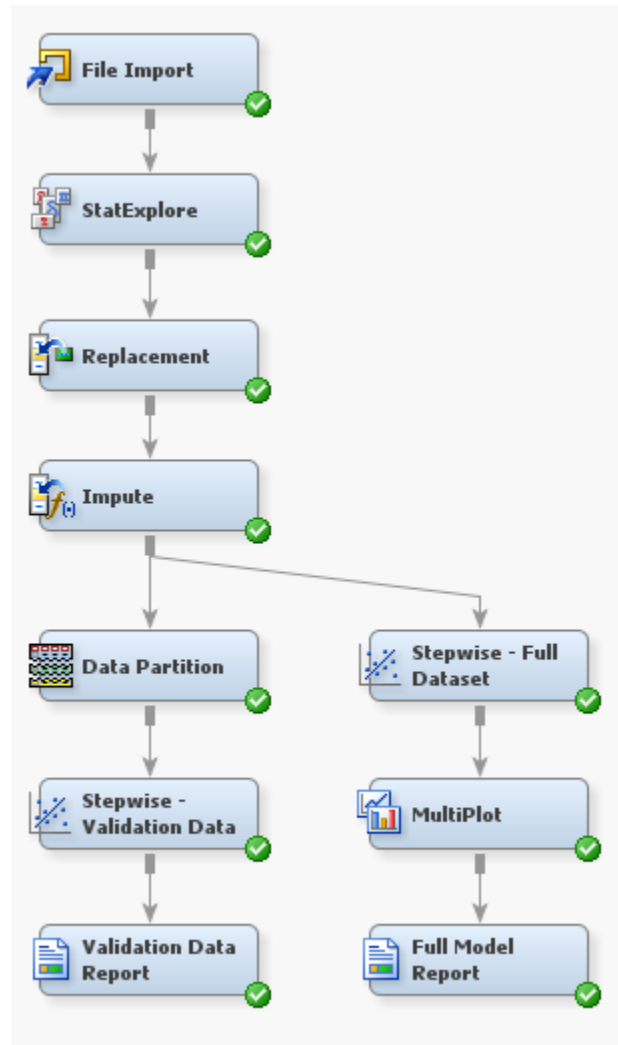 File Import
StatExplore
Replacement
Impute
Data Partition
Stepwise - Full
Dataset
Stepwise -
Validation Data
MultiPlot
Validation Data
Report
Full Model
Report